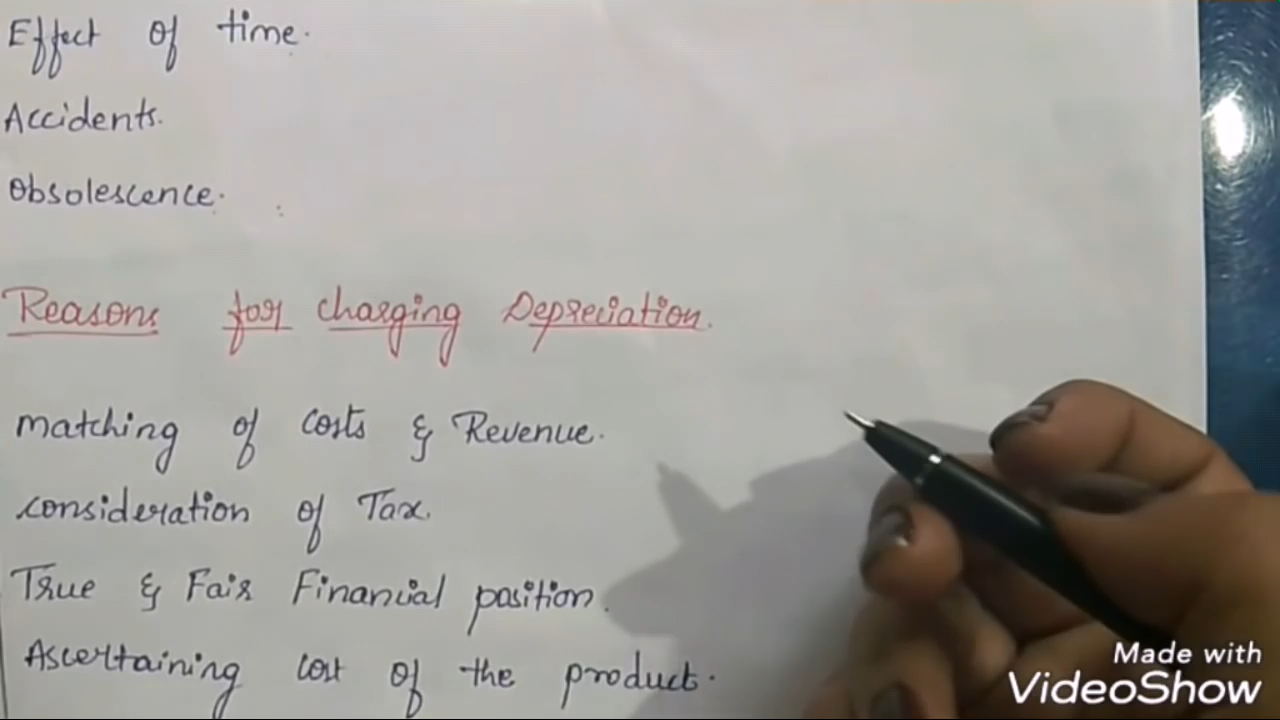 Effect of time.
Accidents.
Obsolescence.
Reasons for charging Depreciation.
matching of costs & Revenue.
consideration of Tax.
True & Fair Financial position.
Ascertaining cost of the product.
Made with
VideoShow